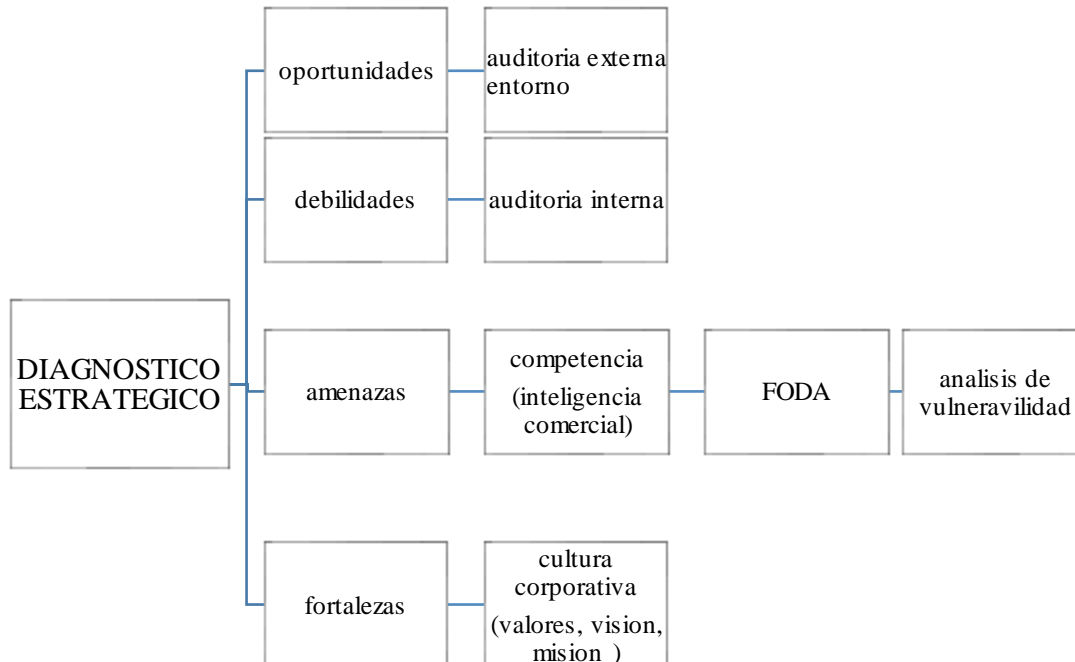 oportunidades
auditoria externa
entorno
debilidades
auditoria interna
DIAGNOSTICO
ESTRATEGICO
amenazas
competencia
(inteligencia
comercial)
FODA
analisis de
vulneravilidad
fortalezas
cultura
corporativa
(valores, vision,
mision )